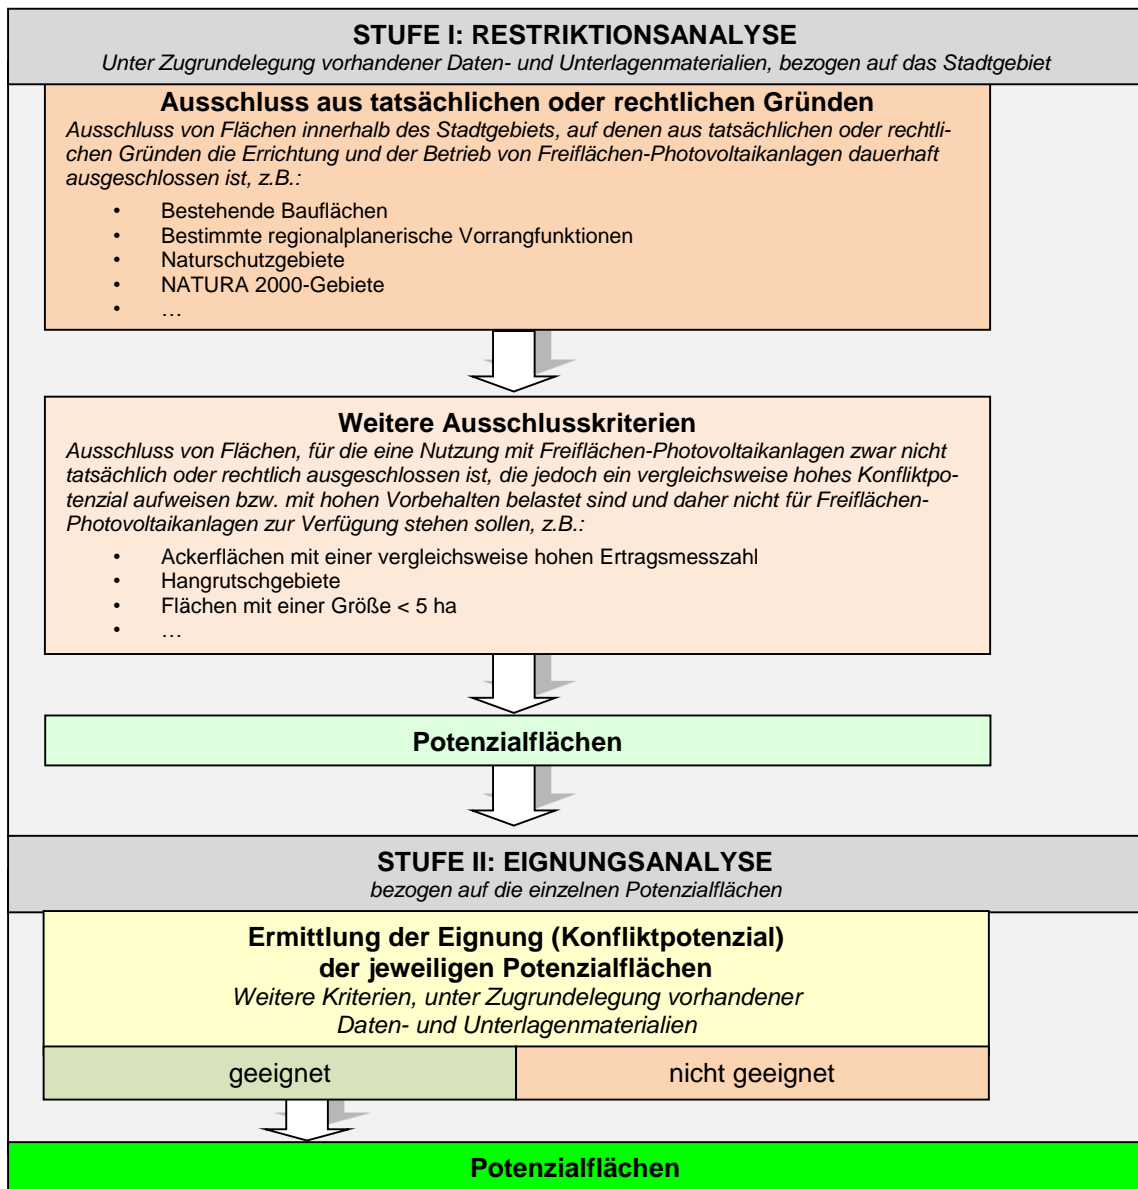 STUFE I: RESTRIKTIONSANALYSE
Unter Zugrundelegung vorhandener Daten- und Unterlagenmaterialien, bezogen auf das Stadtgebiet
Ausschluss aus tatsächlichen oder rechtlichen Gründen
Ausschluss von Flächen innerhalb des Stadtgebiets, auf denen aus tatsächlichen oder rechtli-
chen Gründen die Errichtung und der Betrieb von Freiflächen-Photovoltaikanlagen dauerhaft
ausgeschlossen ist, z.B.:
• Bestehende Bauflächen
• Bestimmte regionalplanerische Vorrangfunktionen
• Naturschutzgebiete
• NATURA 2000-Gebiete
• …
Weitere Ausschlusskriterien
Ausschluss von Flächen, für die eine Nutzung mit Freiflächen-Photovoltaikanlagen zwar nicht
tatsächlich oder rechtlich ausgeschlossen ist, die jedoch ein vergleichsweise hohes Konfliktpo-
tenzial aufweisen bzw. mit hohen Vorbehalten belastet sind und daher nicht für Freiflächen-
Photovoltaikanlagen zur Verfügung stehen sollen, z.B.:
• Ackerflächen mit einer vergleichsweise hohen Ertragsmesszahl
• Hangrutschgebiete
• Flächen mit einer Größe < 5 ha
• …
Potenzialflächen
STUFE II: EIGNUNGSANALYSE
bezogen auf die einzelnen Potenzialflächen
Ermittlung der Eignung (Konfliktpotenzial)
der jeweiligen Potenzialflächen
Weitere Kriterien, unter Zugrundelegung vorhandener
Daten- und Unterlagenmaterialien
geeignet
nicht geeignet
Potenzialflächen